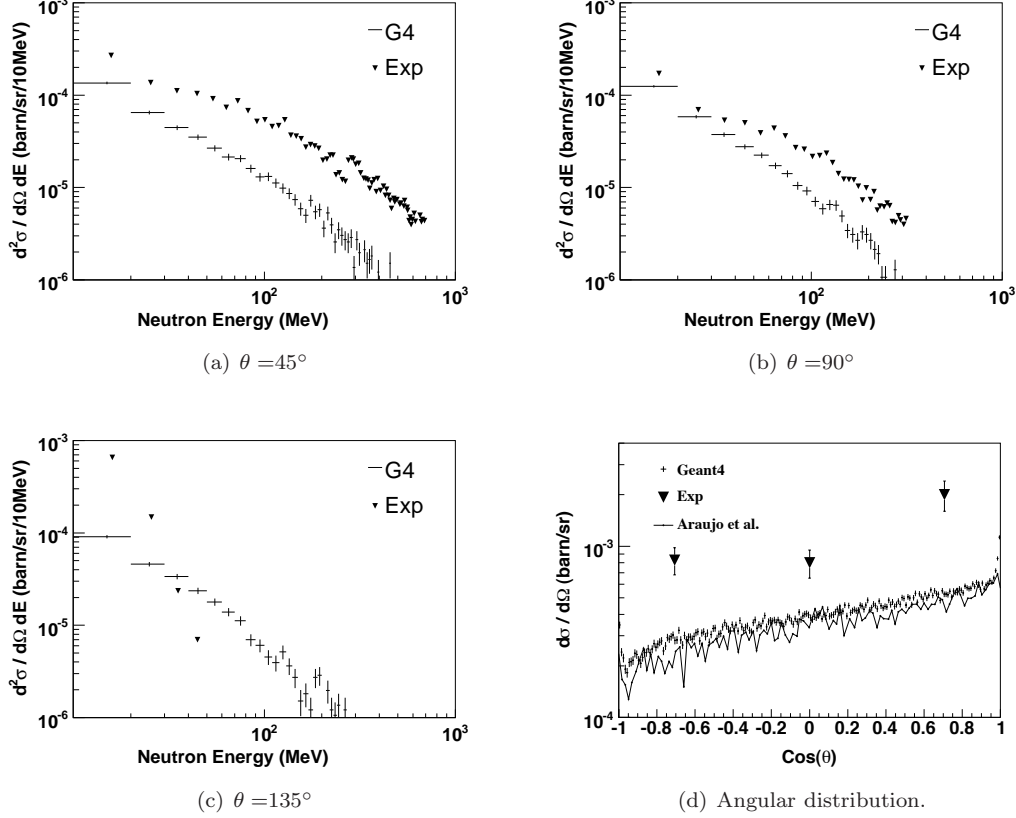 d²σ / dΩ dE (barn/sr/10MeV)
10⁻³
10⁻⁴
10⁻⁵
10⁻⁶
G4
Exp
10²
10³
Neutron Energy (MeV)
(a) θ =45°
d²σ / dΩ dE (barn/sr/10MeV)
10⁻³
10⁻⁴
10⁻⁵
10⁻⁶
G4
Exp
10²
10³
Neutron Energy (MeV)
(b) θ =90°
d²σ / dΩ dE (barn/sr/10MeV)
10⁻³
10⁻⁴
10⁻⁵
10⁻⁶
G4
Exp
10²
10³
Neutron Energy (MeV)
(c) θ =135°
dσ / dΩ (barn/sr)
10⁻³
10⁻⁴
Geant4
Exp
Araujo et al.
-1 -0.8 -0.6 -0.4 -0.2 0 0.2 0.4 0.6 0.8 1
Cos(θ)
(d) Angular distribution.